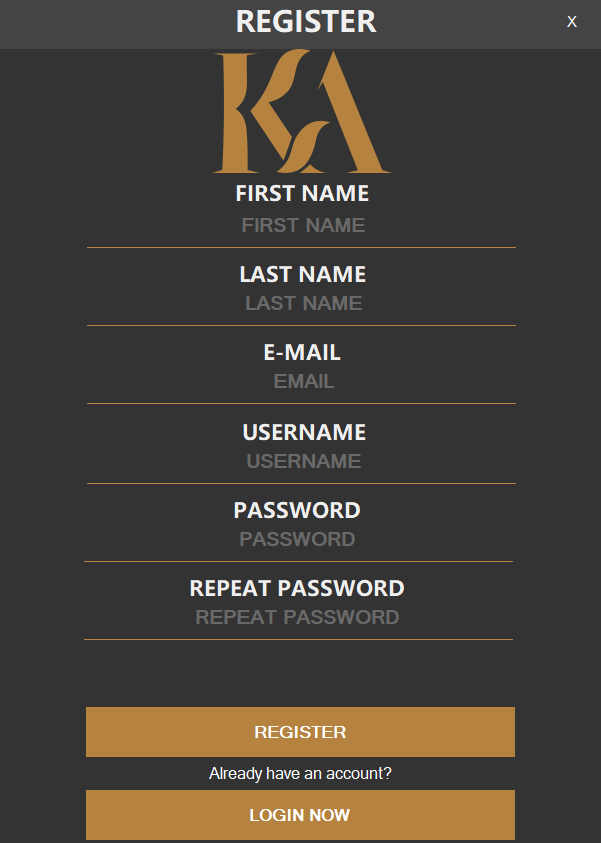 REGISTER X
KA
FIRST NAME
FIRST NAME
LAST NAME
LAST NAME
E-MAIL
EMAIL
USERNAME
USERNAME
PASSWORD
PASSWORD
REPEAT PASSWORD
REPEAT PASSWORD
REGISTER
Already have an account?
LOGIN NOW